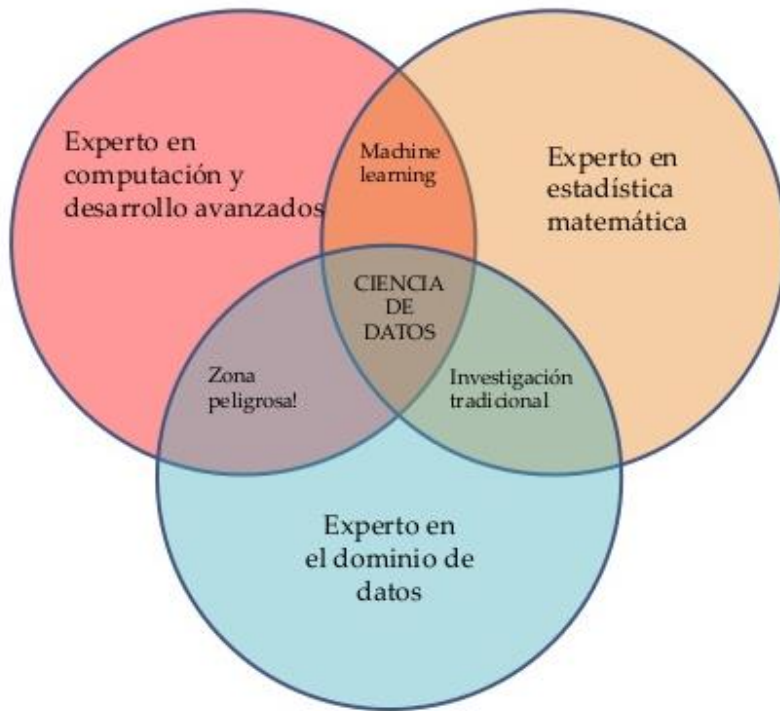 Experto en
computación y
desarrollo avanzados
Machine
learning
Experto en
estadística
matemática
CIENCIA
DE
DATOS
Zona
peligrosa!
Investigación
tradicional
Experto en
el dominio de
datos